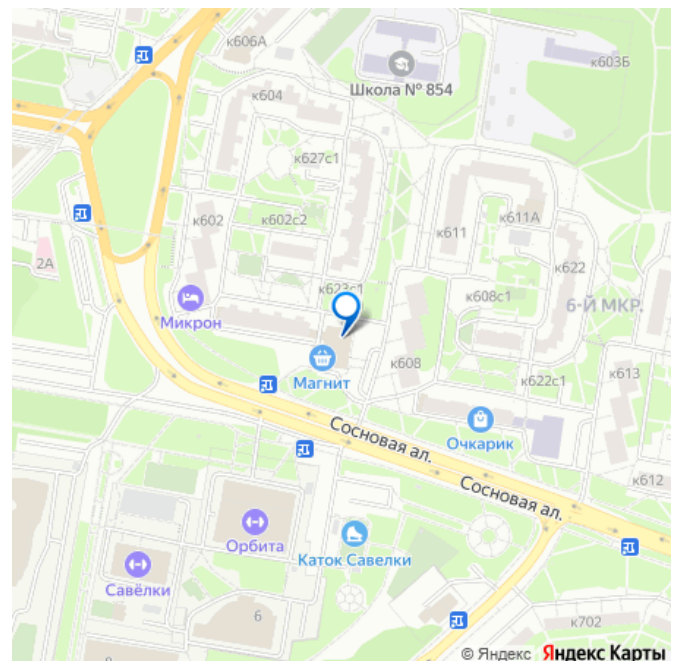 к606А
к603Б
Школа № 854
к604
к627с1
к602
к602с2
к611А
к611
к622
2А
к623с1
к608с1
6-Й МКР.
Микрон
к608
к613
Магнит
к622с1
Очкарик
Сосновая ал.
к612
Сосновая ал.
Орбита
Каток Савелки
Савёлки
6
к702
© Яндекс Яндекс Карты